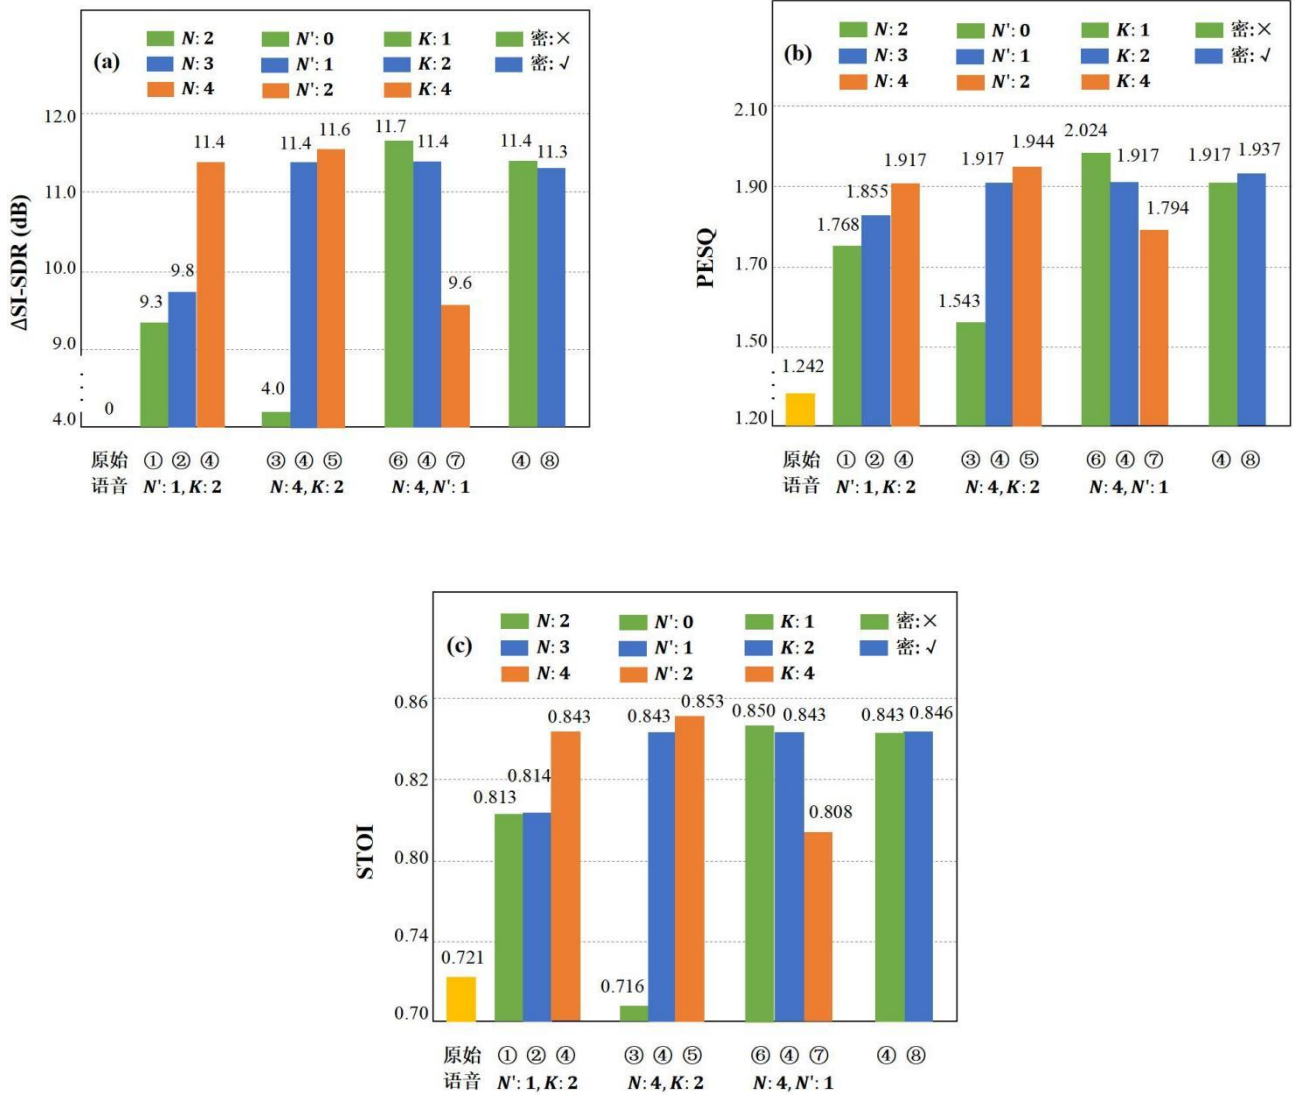 (a)
N: 2 N': 0 K: 1 密:×
N: 3 N': 1 K: 2 密:√
N: 4 N': 2 K: 4
ΔSI-SDR (dB)
12.0
11.0
10.0
9.0
4.0
0
9.3 9.8 11.4
4.0 11.4 11.6
11.7 11.4 9.6
11.4 11.3
原始 ① ② ④ ③ ④ ⑤ ⑥ ④ ⑦ ④ ⑧
语音 N': 1, K: 2 N: 4, K: 2 N: 4, N': 1
(b)
N: 2 N': 0 K: 1 密:×
N: 3 N': 1 K: 2 密:√
N: 4 N': 2 K: 4
PESQ
2.10
1.90
1.70
1.50
1.20
1.242
1.768 1.855 1.917
1.543 1.917 1.944
2.024 1.917 1.794
1.917 1.937
原始 ① ② ④ ③ ④ ⑤ ⑥ ④ ⑦ ④ ⑧
语音 N': 1, K: 2 N: 4, K: 2 N: 4, N': 1
(c)
N: 2 N': 0 K: 1 密:×
N: 3 N': 1 K: 2 密:√
N: 4 N': 2 K: 4
STOI
0.86
0.82
0.80
0.74
0.70
0.721
0.813 0.814 0.843
0.716 0.843 0.853
0.850 0.843 0.808
0.843 0.846
原始 ① ② ④ ③ ④ ⑤ ⑥ ④ ⑦ ④ ⑧
语音 N': 1, K: 2 N: 4, K: 2 N: 4, N': 1